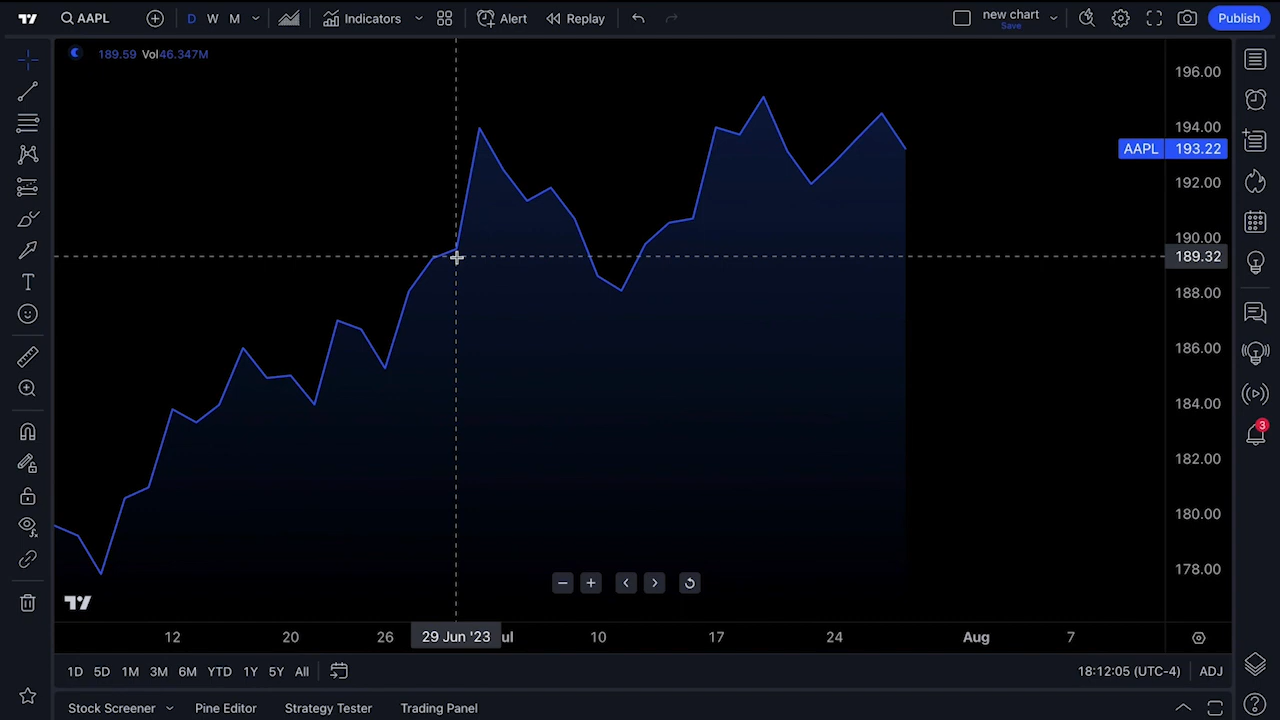 AAPL D W M Indicators Alert Replay new chart Publish
Save
189.59 Vol46.347M
196.00
194.00
AAPL 193.22
192.00
190.00
189.32
188.00
186.00
184.00
182.00
180.00
178.00
3
12 20 26 29 Jun '23 ul 10 17 24 Aug 7
1D 5D 1M 3M 6M YTD 1Y 5Y All 18:12:05 (UTC-4) ADJ
Stock Screener Pine Editor Strategy Tester Trading Panel